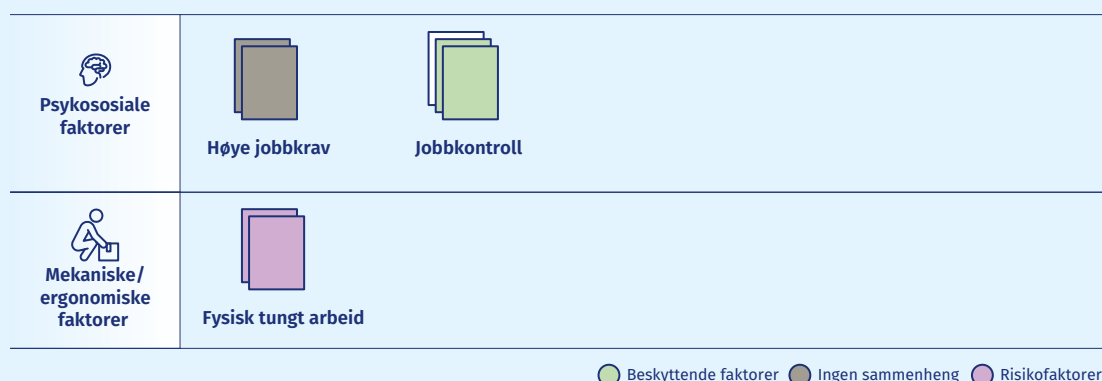 Psykososiale
faktorer
Høye jobbkrav
Jobbkontroll
Mekaniske/
ergonomiske
faktorer
Fysisk tungt arbeid
Beskyttende faktorer
Ingen sammenheng
Risikofaktorer